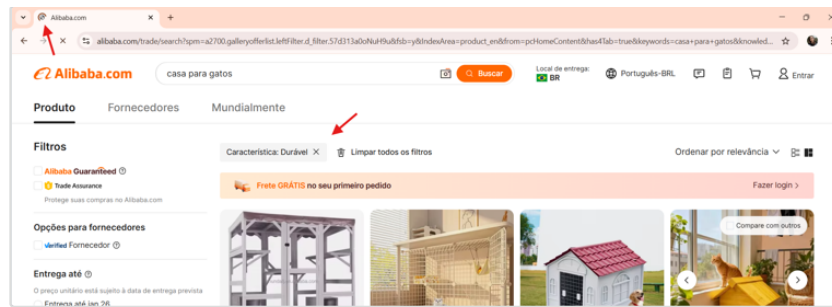 Alibaba.com
alibaba.com/trade/search?spm=a2700.galleryofferlist.leftFilter.d_filter.57d313a0oNuH9u&fsb=y&IndexArea=product_en&from=pcHomeContent&has4Tab=true&keywords=casa+para+gatos&knowled...
Alibaba.com casa para gatos Buscar Local de entrega: BR Português-BRL Entrar
Produto Fornecedores Mundialmente
Filtros
Característica: Durável Limpar todos os filtros Ordenar por relevância
Alibaba Guaranteed
Trade Assurance
Protege suas compras no Alibaba.com
Frete GRÁTIS no seu primeiro pedido Fazer login >
Opções para fornecedores
Verified Fornecedor
Compare com outros
Entrega até
O preço unitário está sujeito à data de entrega prevista
Entrega até jan 26